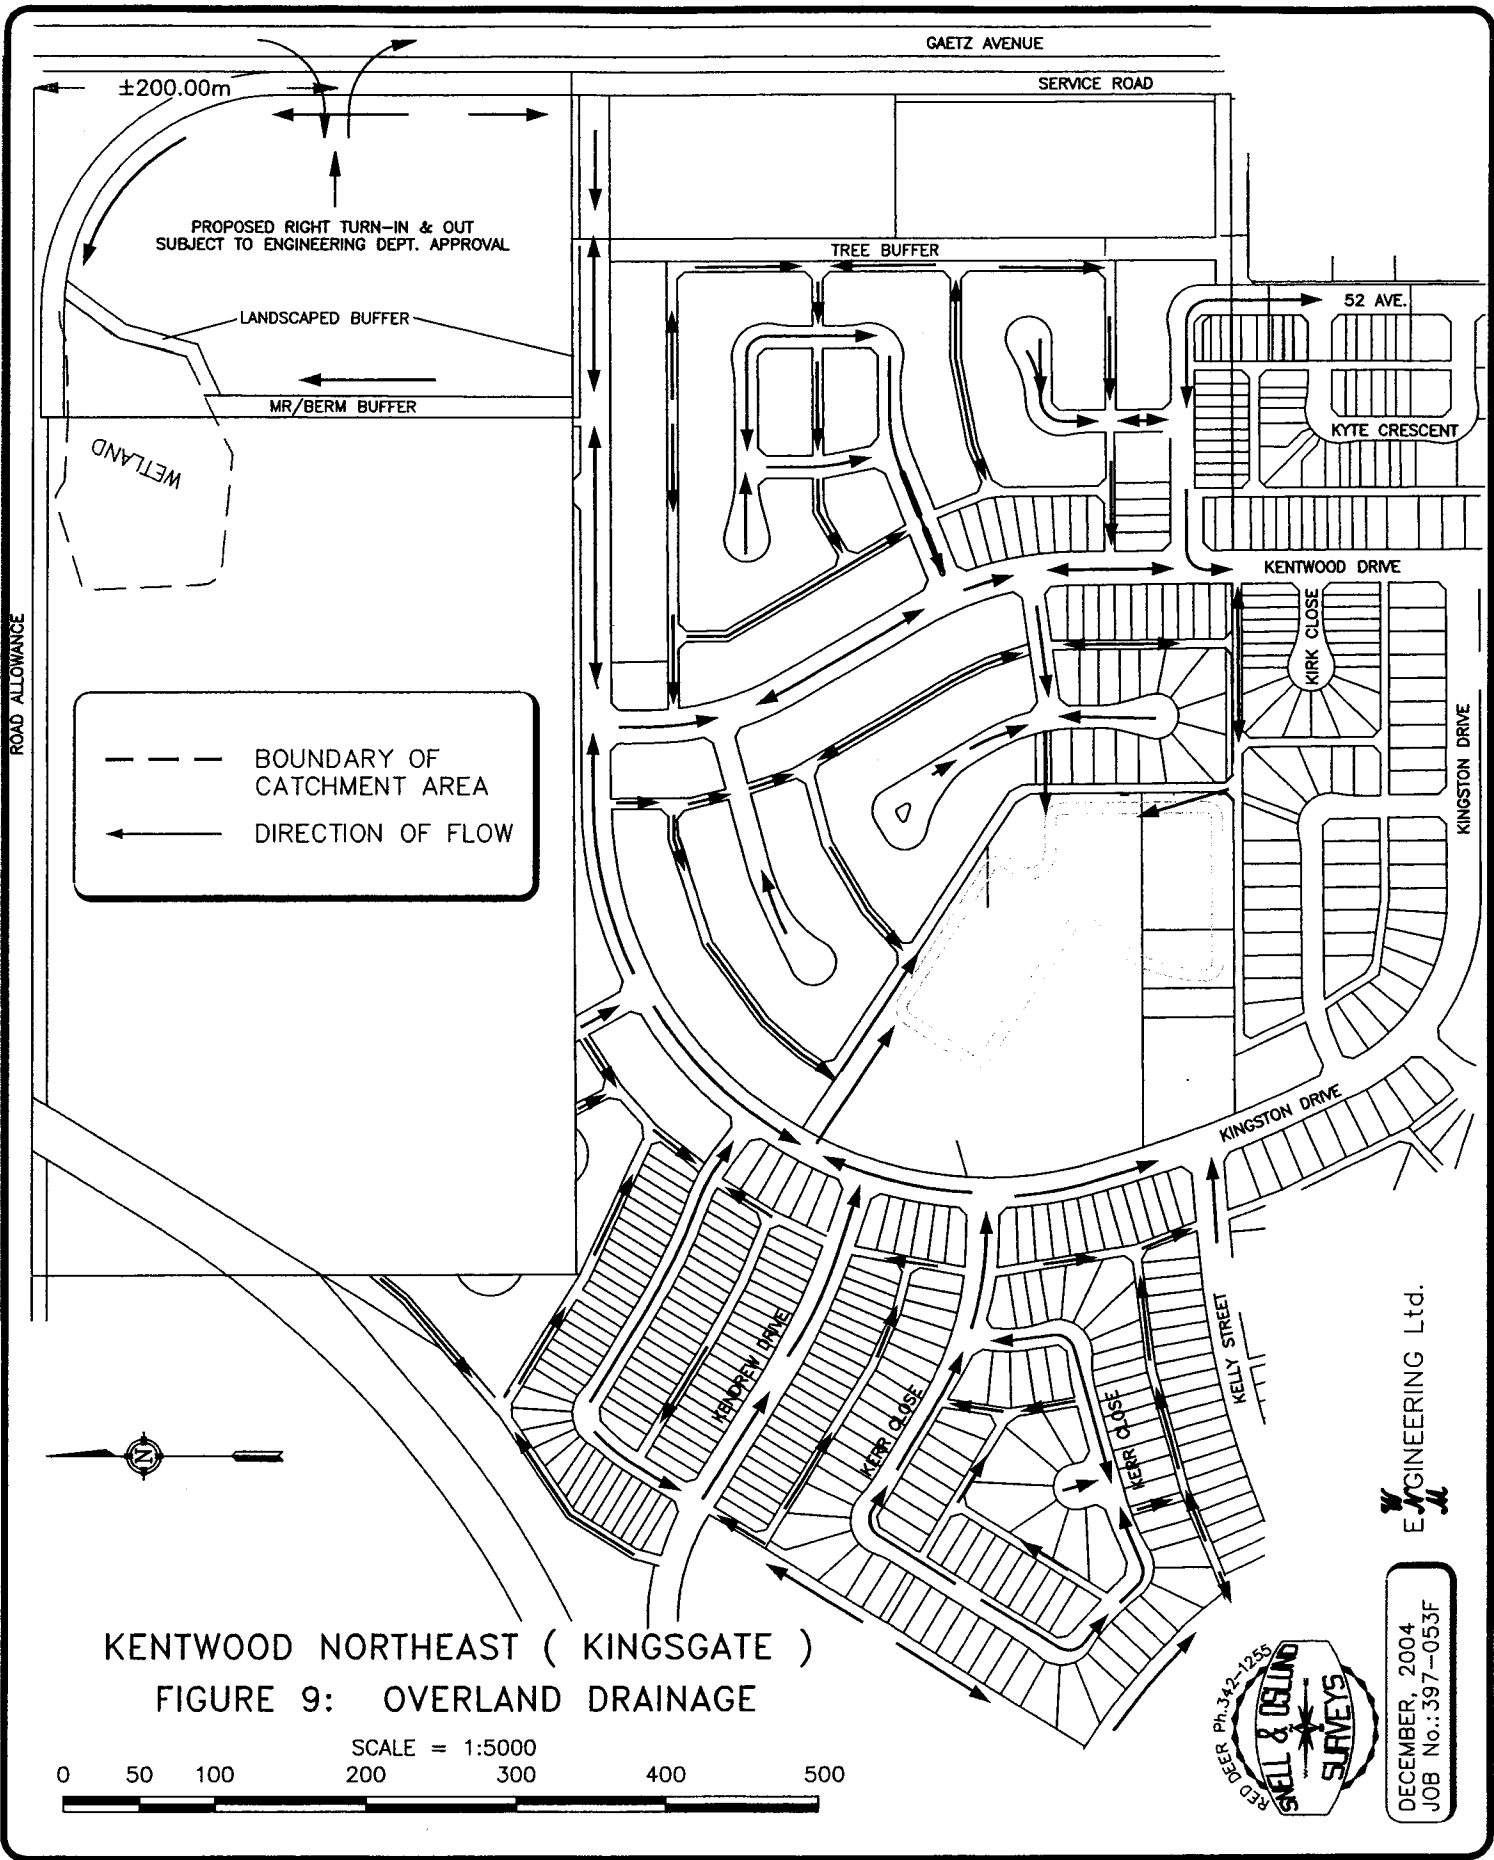 GAETZ AVENUE
SERVICE ROAD
±200.00m
PROPOSED RIGHT TURN-IN & OUT
SUBJECT TO ENGINEERING DEPT. APPROVAL
TREE BUFFER
52 AVE.
LANDSCAPED BUFFER
MR/BERM BUFFER
KYTE CRESCENT
WETLAND
KENTWOOD DRIVE
KIRK CLOSE
ROAD ALLOWANCE
KINGSTON DRIVE
BOUNDARY OF
CATCHMENT AREA
DIRECTION OF FLOW
KINGSTON DRIVE
KENDREW DRIVE
KERR CLOSE
KERR CLOSE
KELLY STREET
N
ENGINEERING Ltd.
KENTWOOD NORTHEAST ( KINGSGATE )
FIGURE 9: OVERLAND DRAINAGE
SCALE = 1:5000
0 50 100 200 300 400 500
RED DEER Ph.342-1255
SNELL & OSLUND
SURVEYS
DECEMBER, 2004
JOB No.: 397-053F